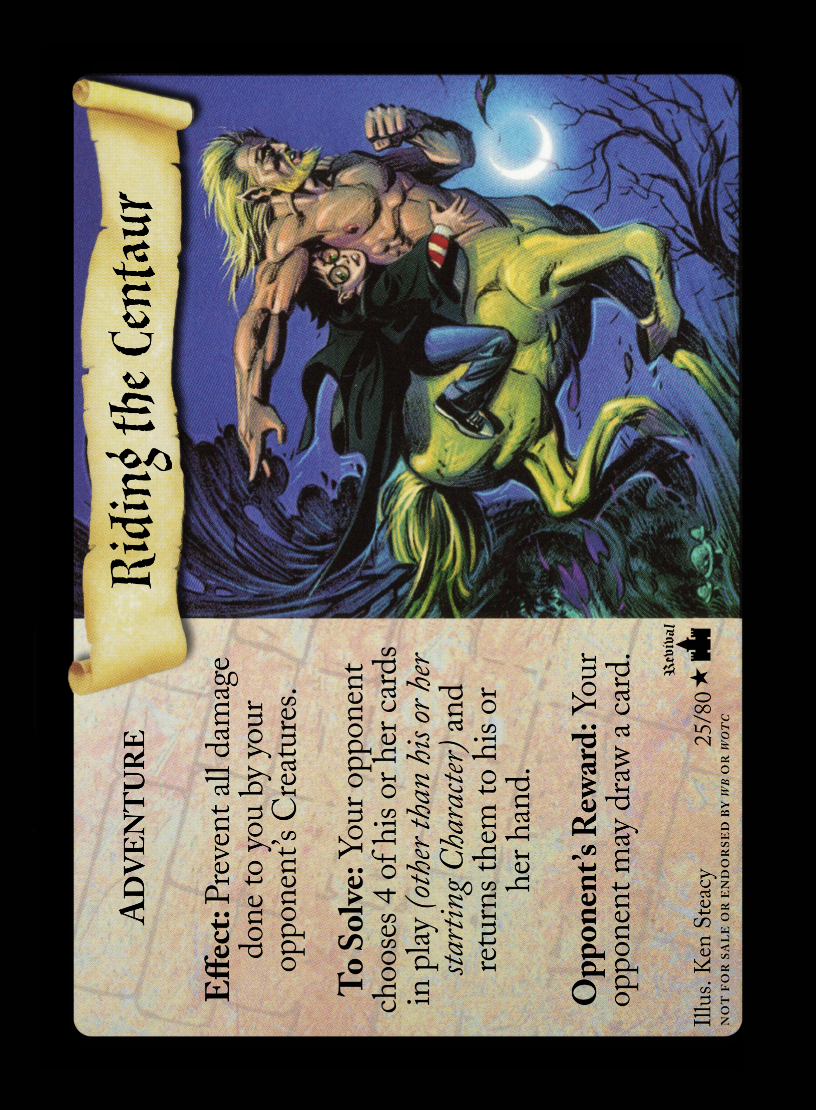 Riding the Centaur
ADVENTURE
Effect: Prevent all damage
done to you by your
opponent's Creatures.
To Solve: Your opponent
chooses 4 of his or her cards
in play (other than his or her
starting Character) and
returns them to his or
her hand.
Opponent's Reward: Your
opponent may draw a card.
Revival
Illus. Ken Steacy 25/80 ★
NOT FOR SALE OR ENDORSED BY WB OR WOTC